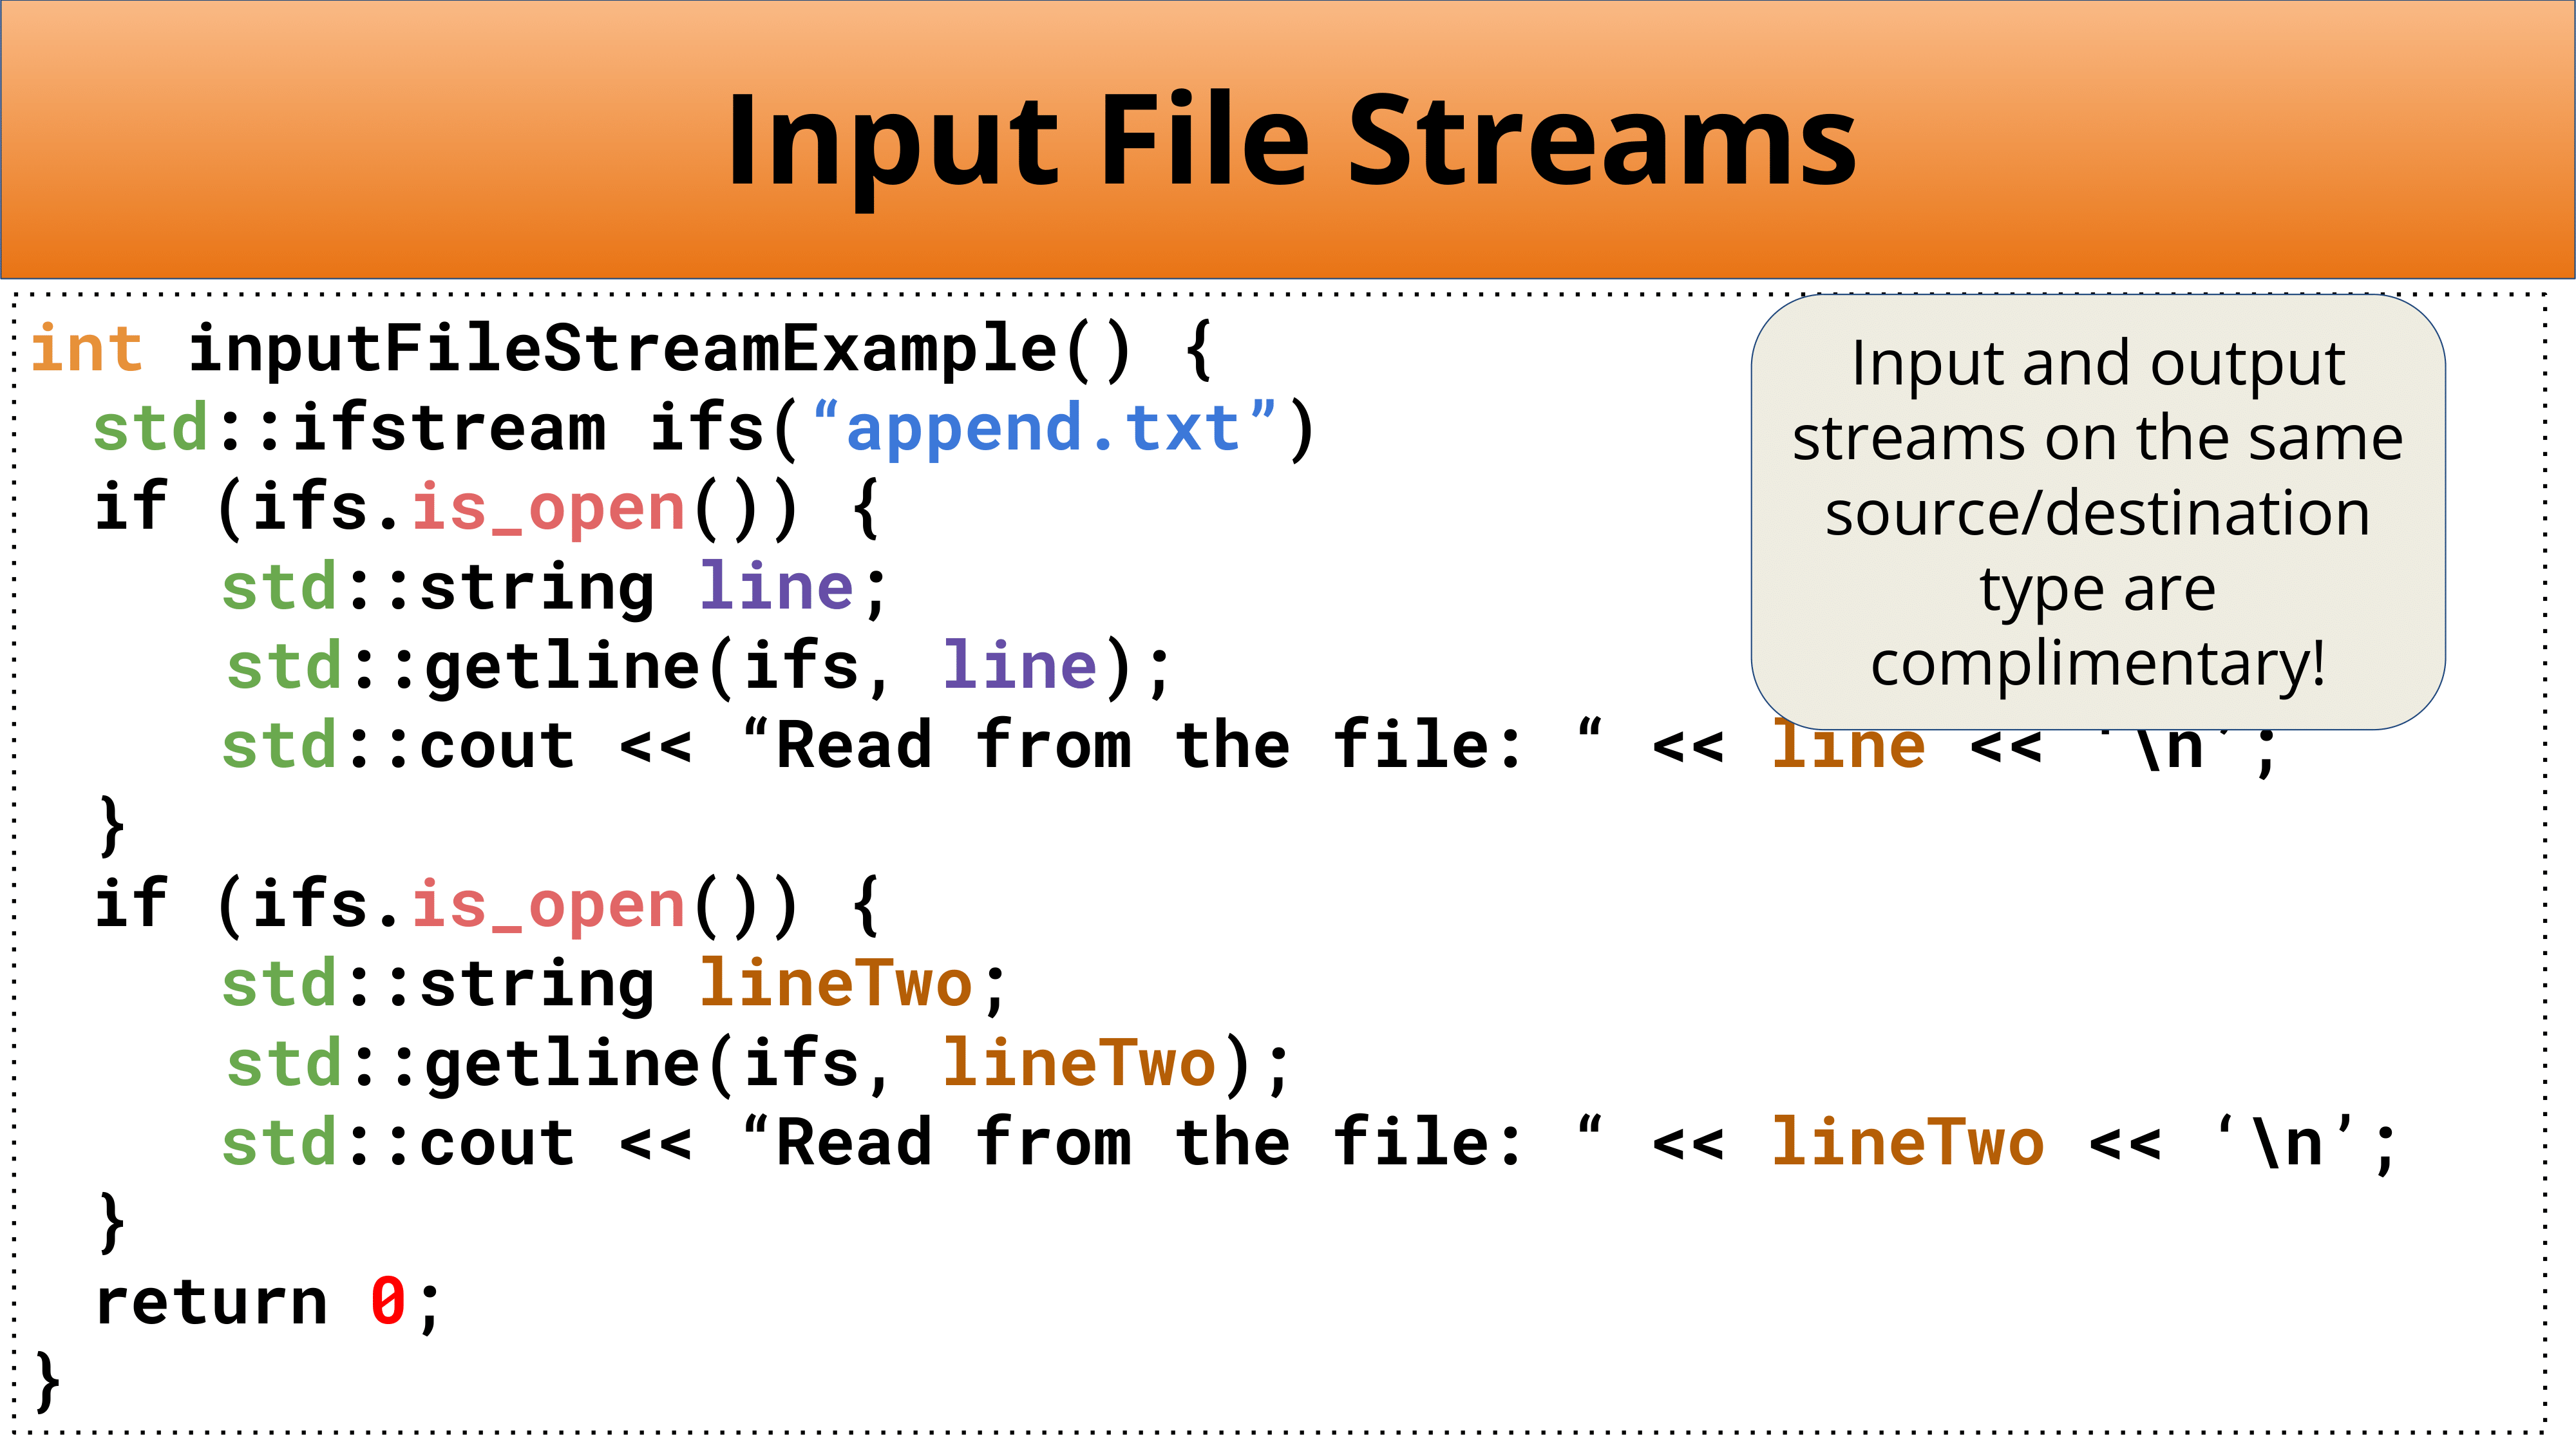 Input File Streams
int inputFileStreamExample() {
std::ifstream ifs(“append.txt”)
if (ifs.is_open()) {
std::string line;
std::getline(ifs, line);
std::cout << “Read from the file: “ << line << ‘\n’;
}
if (ifs.is_open()) {
std::string lineTwo;
std::getline(ifs, lineTwo);
std::cout << “Read from the file: “ << lineTwo << ‘\n’;
}
return 0;
}
Input and output
streams on the same
source/destination
type are
complimentary!